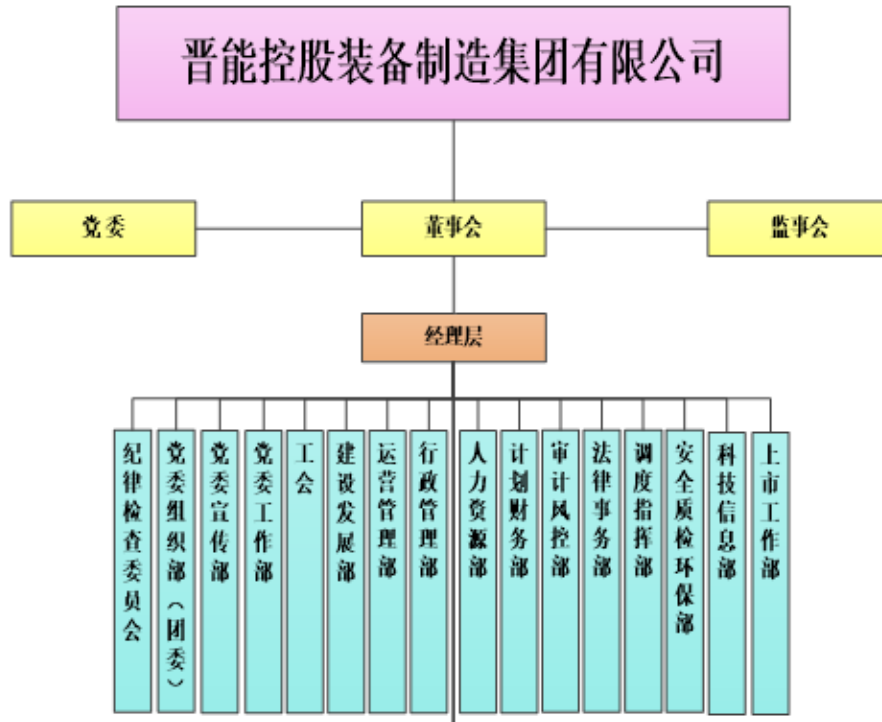 晋能控股装备制造集团有限公司
党委
董事会
监事会
经理层
纪律检查委员会
党委组织部（团委）
党委宣传部
党委工作部
工会
建设发展部
运营管理部
行政管理部
人力资源部
计划财务部
审计风控部
法律事务部
调度指挥部
安全质检环保部
科技信息部
上市工作部